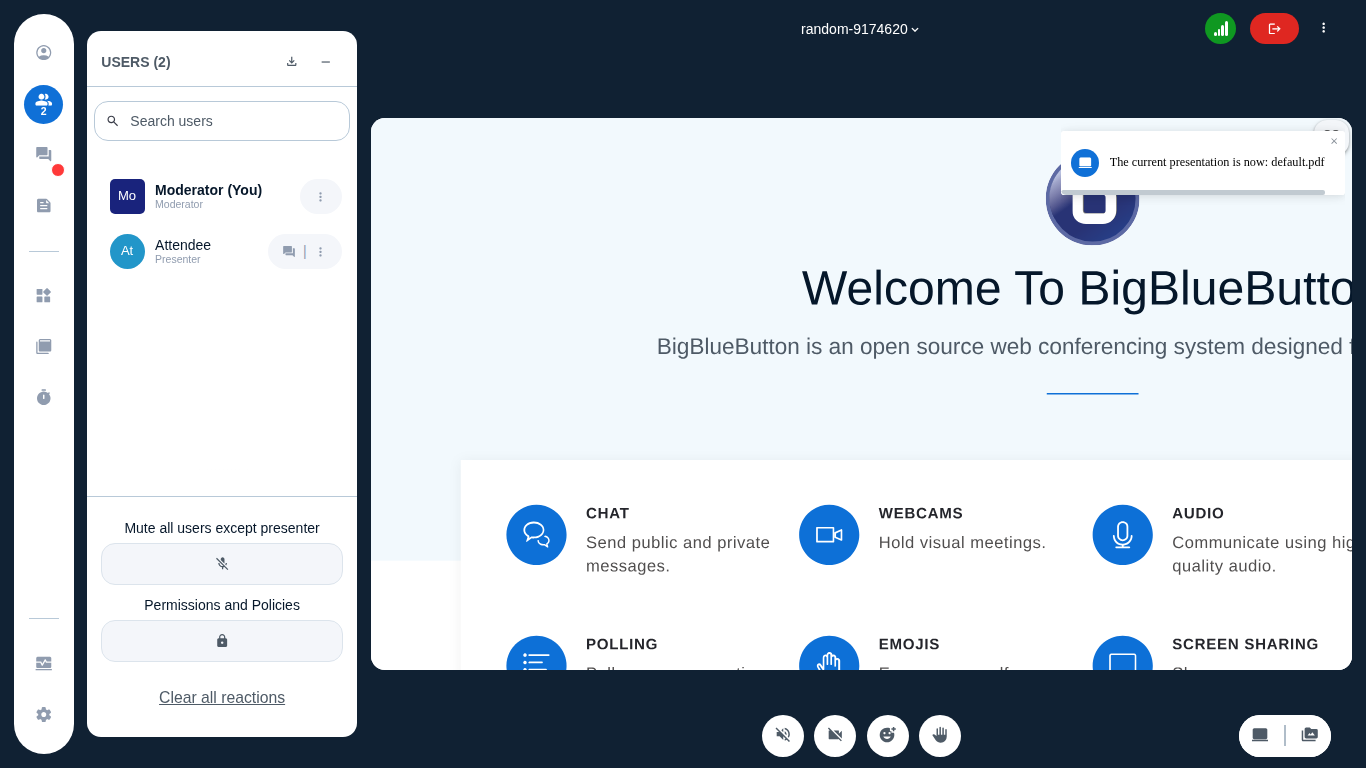 random-9174620
USERS (2)
2
Search users
Mo
Moderator (You)
Moderator
At
Attendee
Presenter
The current presentation is now: default.pdf
Welcome To BigBlueButto
BigBlueButton is an open source web conferencing system designed
CHAT
Send public and private
messages.
WEBCAMS
Hold visual meetings.
AUDIO
Communicate using hig
quality audio.
POLLING
EMOJIS
SCREEN SHARING
Mute all users except presenter
Permissions and Policies
Clear all reactions